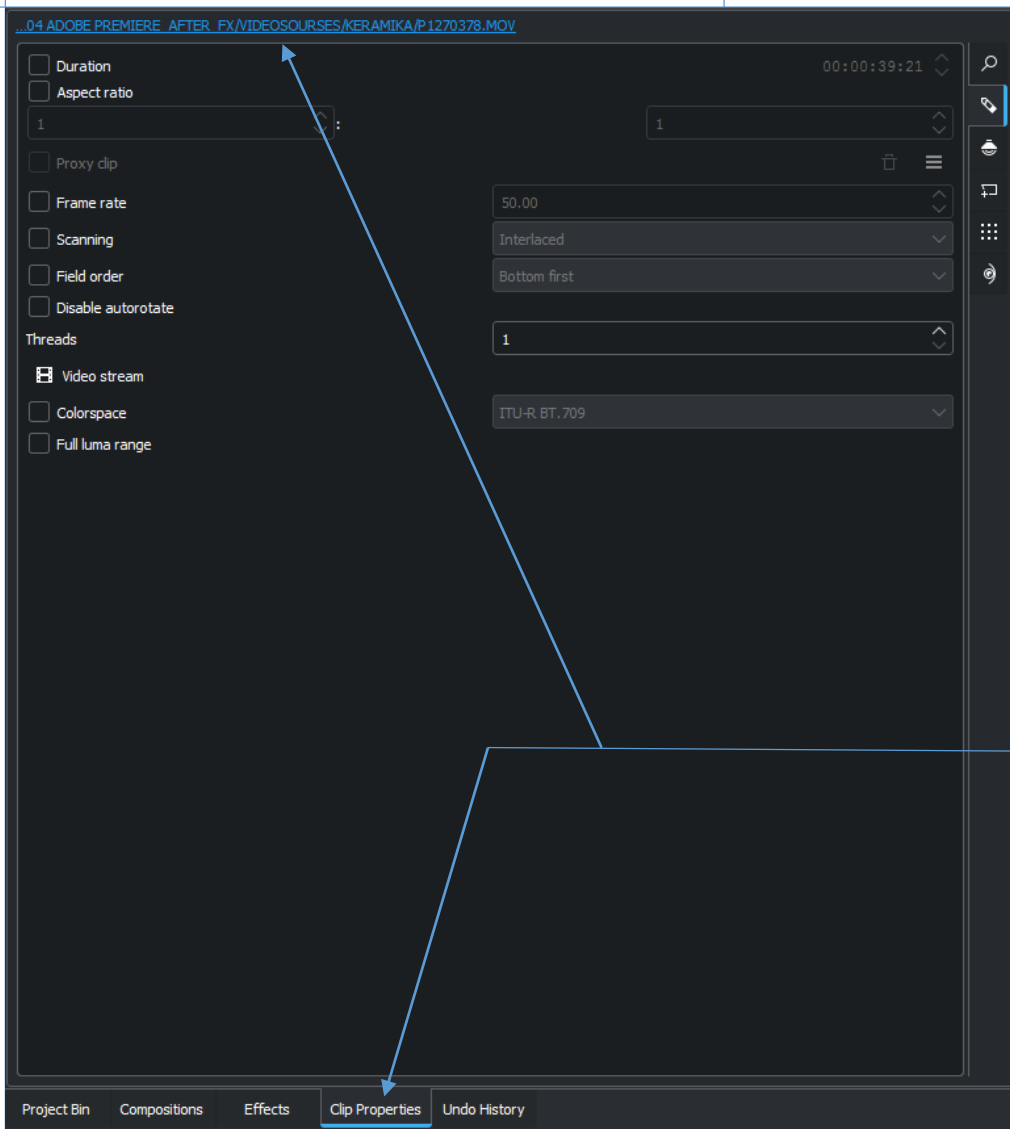 ...04 ADOBE PREMIERE_AFTER_FX/VIDEOSOURSES/KERAMIKA/P1270378.MOV
Duration 00:00:39:21
Aspect ratio
1 : 1
Proxy clip
Frame rate 50.00
Scanning Interlaced
Field order Bottom first
Disable autorotate
Threads 1
Video stream
Colorspace ITU-R BT.709
Full luma range
Project Bin Compositions Effects Clip Properties Undo History